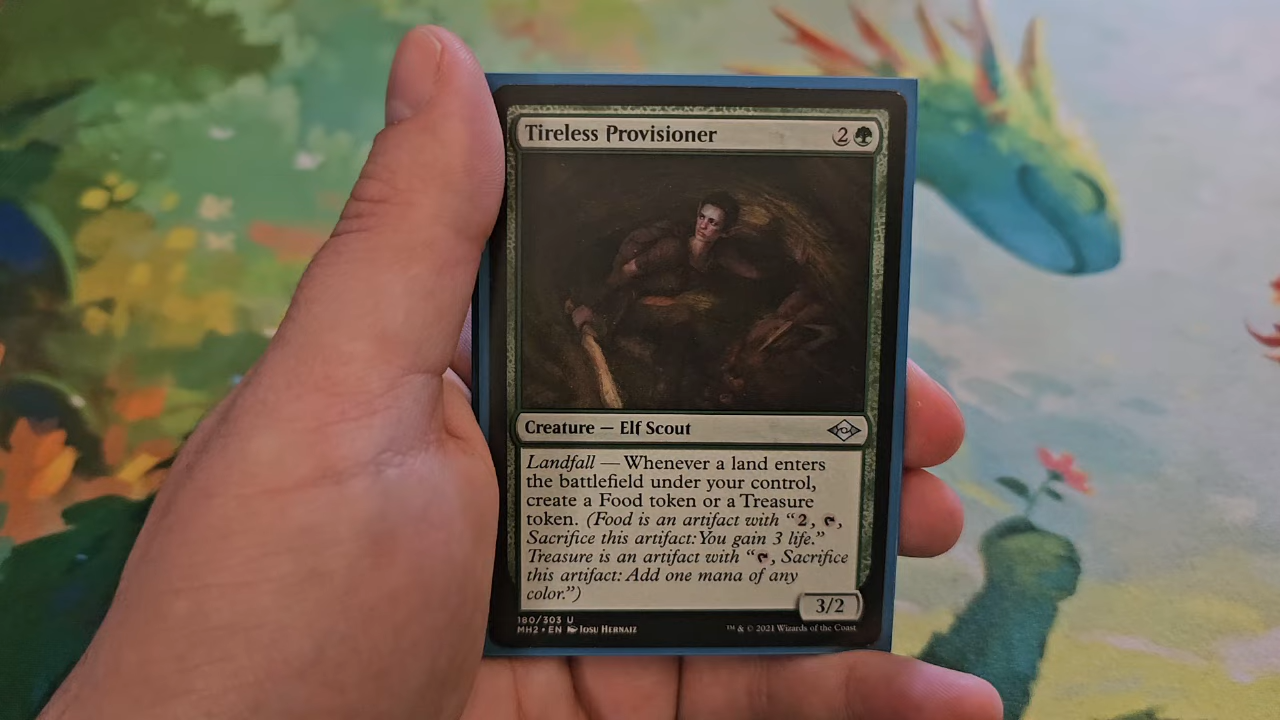 Tireless Provisioner 2
Creature — Elf Scout
Landfall — Whenever a land enters
the battlefield under your control,
create a Food token or a Treasure
token. (Food is an artifact with “2, ,
Sacrifice this artifact: You gain 3 life.”
Treasure is an artifact with “ , Sacrifice
this artifact: Add one mana of any
color.”)
3/2
180/303 U
MH2 • EN Iosu Hernaiz
™ & © 2021 Wizards of the Coast